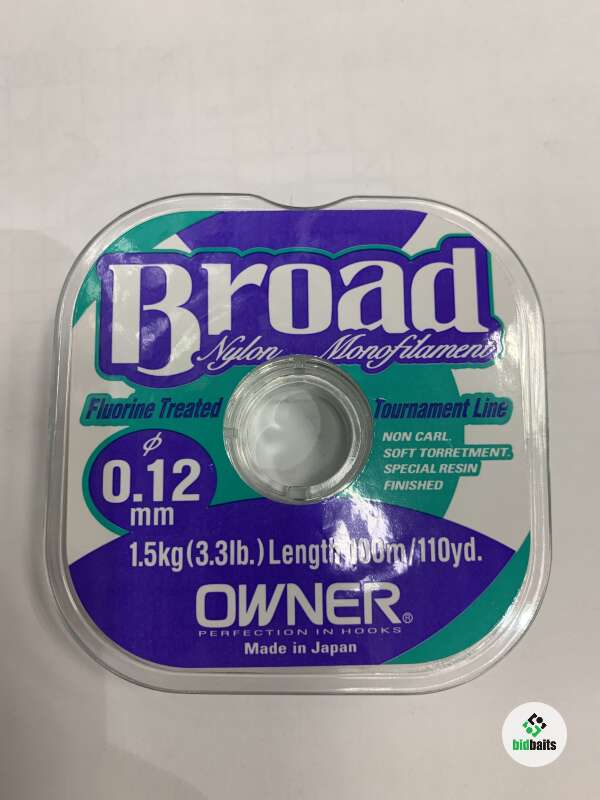 Broad
Nylon Monofilament
Fluorine Treated
Tournament Line
NON CARL.
SOFT TORRETMENT.
SPECIAL RESIN
FINISHED
φ
0.12
mm
1.5kg(3.3lb.) Length 100m/110yd.
OWNER®
PERFECTION IN HOOKS
Made in Japan
bidbaits